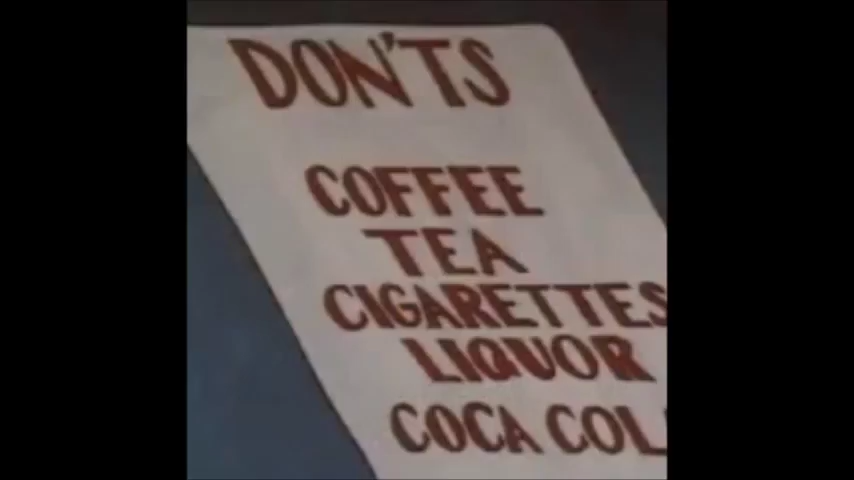 DON'TS
COFFEE
TEA
CIGARETTES
LIQUOR
COCA COL